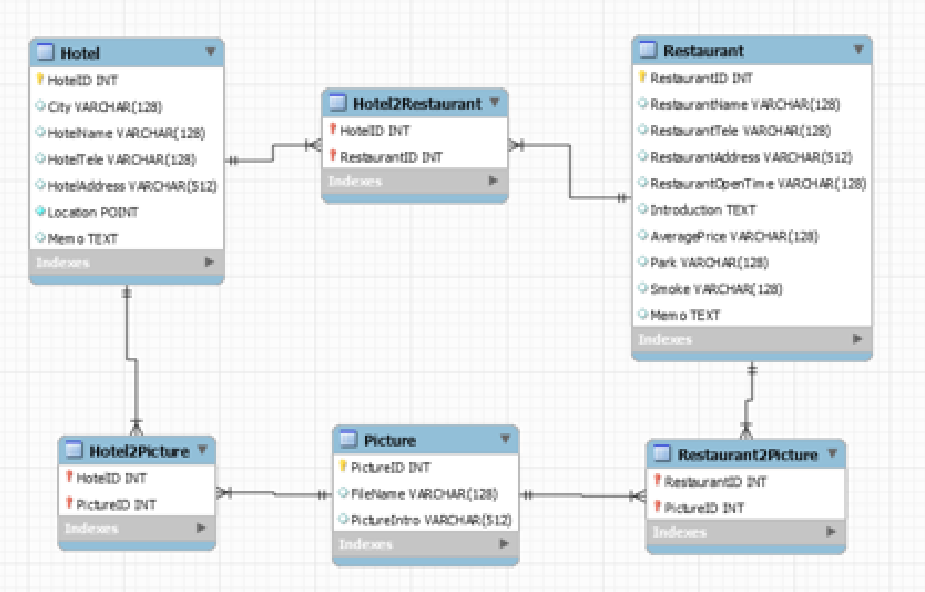 Hotel
HotelID INT
City VARCHAR(128)
HotelName VARCHAR(128)
HotelTele VARCHAR(128)
HotelAddress VARCHAR(512)
Location POINT
Memo TEXT
Indexes
Hotel2Restaurant
HotelID INT
RestaurantID INT
Indexes
Restaurant
RestaurantID INT
RestaurantName VARCHAR(128)
RestaurantTele VARCHAR(128)
RestaurantAddress VARCHAR(512)
RestaurantOpenTime VARCHAR(128)
Introduction TEXT
AveragePrice VARCHAR(128)
Park VARCHAR(128)
Smoke VARCHAR(128)
Memo TEXT
Indexes
Hotel2Picture
HotelID INT
PictureID INT
Indexes
Picture
PictureID INT
FileName VARCHAR(128)
PictureIntro VARCHAR(512)
Indexes
Restaurant2Picture
RestaurantID INT
PictureID INT
Indexes